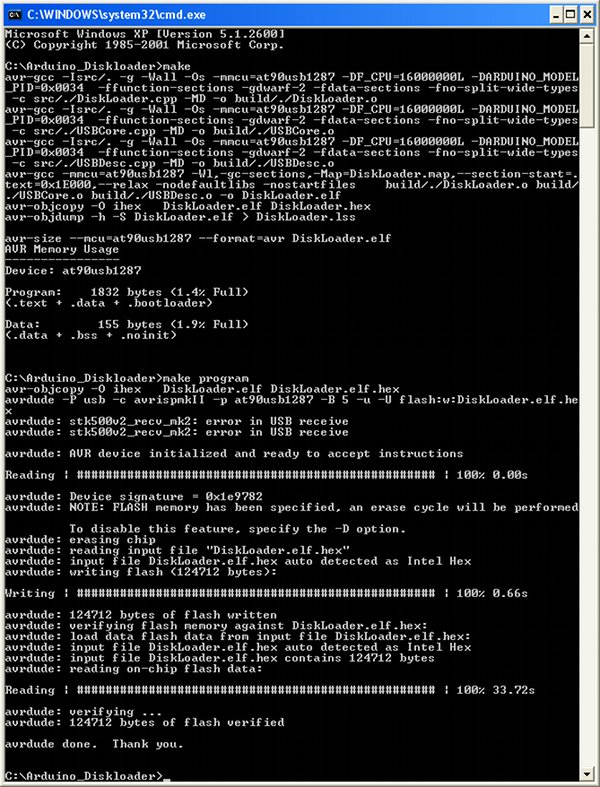 C:\WINDOWS\system32\cmd.exe
Microsoft Windows XP [Version 5.1.2600]
(C) Copyright 1985-2001 Microsoft Corp.
C:\Arduino_Diskloader>make
avr-gcc -Isrc/. -g -Wall -Os -mmcu=at90usb1287 -DF_CPU=16000000L -DARDUINO_MODEL
_PID=0x0034  -ffunction-sections -gdwarf-2 -fdata-sections -fno-split-wide-types
 -c src/./DiskLoader.cpp -MD -o build/./DiskLoader.o
avr-gcc -Isrc/. -g -Wall -Os -mmcu=at90usb1287 -DF_CPU=16000000L -DARDUINO_MODEL
_PID=0x0034  -ffunction-sections -gdwarf-2 -fdata-sections -fno-split-wide-types
 -c src/./USBCore.cpp -MD -o build/./USBCore.o
avr-gcc -Isrc/. -g -Wall -Os -mmcu=at90usb1287 -DF_CPU=16000000L -DARDUINO_MODEL
_PID=0x0034  -ffunction-sections -gdwarf-2 -fdata-sections -fno-split-wide-types
 -c src/./USBDesc.cpp -MD -o build/./USBDesc.o
avr-gcc -mmcu=at90usb1287 -Wl,-gc-sections,-Map=DiskLoader.map,--section-start=.
text=0x1E000,--relax -nodefaultlibs -nostartfiles    build/./DiskLoader.o build/
./USBCore.o build/./USBDesc.o -o DiskLoader.elf
avr-objcopy -O ihex   DiskLoader.elf DiskLoader.hex
avr-objdump -h -S DiskLoader.elf > DiskLoader.lss
avr-size --mcu=at90usb1287 --format=avr DiskLoader.elf
AVR Memory Usage
----------------
Device: at90usb1287
Program:    1832 bytes (1.4% Full)
(.text + .data + .bootloader)
Data:        155 bytes (1.9% Full)
(.data + .bss + .noinit)
C:\Arduino_Diskloader>make program
avr-objcopy -O ihex   DiskLoader.elf DiskLoader.elf.hex
avrdude -P usb -c avrispmkII -p at90usb1287 -B 5 -u -U flash:w:DiskLoader.elf.he
x
avrdude: stk500v2_recv_mk2: error in USB receive
avrdude: stk500v2_recv_mk2: error in USB receive
avrdude: AVR device initialized and ready to accept instructions
Reading | ################################################## | 100% 0.00s
avrdude: Device signature = 0x1e9782
avrdude: NOTE: FLASH memory has been specified, an erase cycle will be performed
         To disable this feature, specify the -D option.
avrdude: erasing chip
avrdude: reading input file "DiskLoader.elf.hex"
avrdude: input file DiskLoader.elf.hex auto detected as Intel Hex
avrdude: writing flash (124712 bytes):
Writing | ################################################## | 100% 0.66s
avrdude: 124712 bytes of flash written
avrdude: verifying flash memory against DiskLoader.elf.hex:
avrdude: load data flash data from input file DiskLoader.elf.hex:
avrdude: input file DiskLoader.elf.hex auto detected as Intel Hex
avrdude: input file DiskLoader.elf.hex contains 124712 bytes
avrdude: reading on-chip flash data:
Reading | ################################################## | 100% 33.72s
avrdude: verifying ...
avrdude: 124712 bytes of flash verified
avrdude done.  Thank you.
C:\Arduino_Diskloader>_